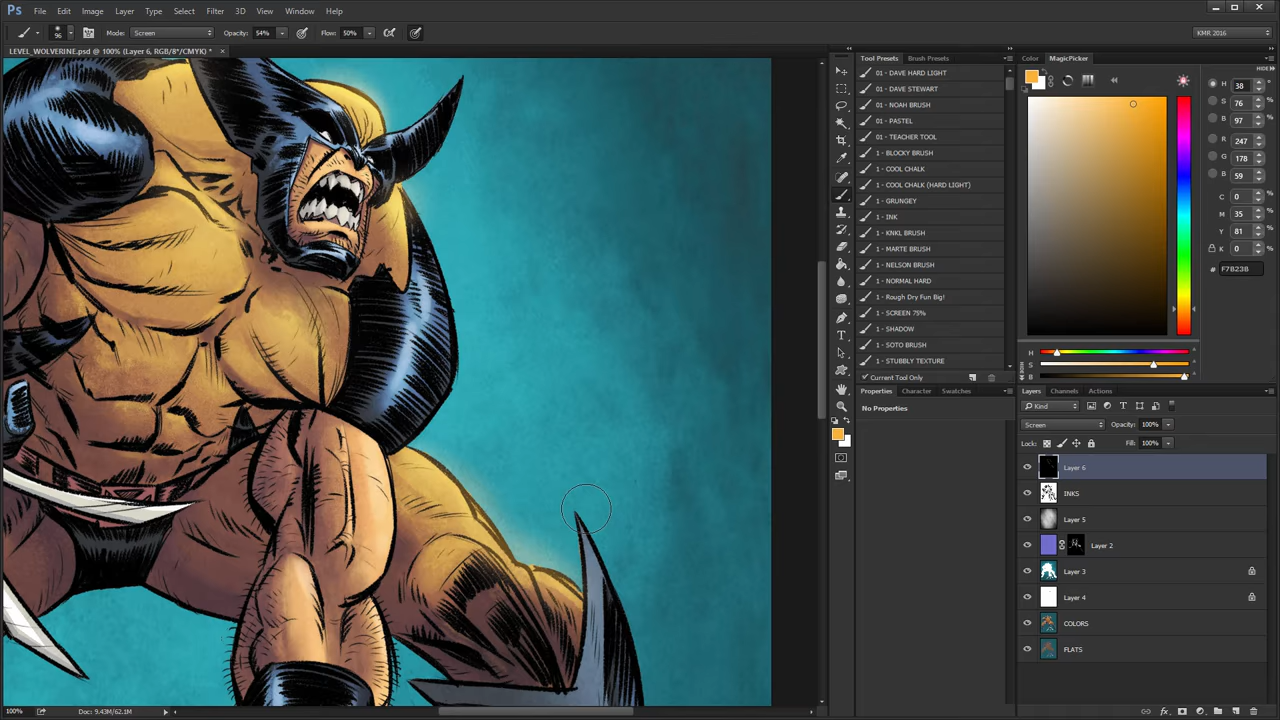 Ps File Edit Image Layer Type Select Filter 3D View Window Help
96 Mode: Screen Opacity: 54% Flow: 50% KMR 2016
LEVEL_WOLVERINE.psd @ 100% (Layer 6, RGB/8*/CMYK) *
Tool Presets Brush Presets
01 - DAVE HARD LIGHT
01 - DAVE STEWART
01 - NOAH BRUSH
01 - PASTEL
01 - TEACHER TOOL
1 - BLOCKY BRUSH
1 - COOL CHALK
1 - COOL CHALK (HARD LIGHT)
1 - GRUNGEY
1 - INK
1 - KNKL BRUSH
1 - MARTE BRUSH
1 - NELSON BRUSH
1 - NORMAL HARD
1 - Rough Dry Fun Big!
1 - SCREEN 75%
1 - SHADOW
1 - SOTO BRUSH
1 - STUBBLY TEXTURE
Current Tool Only
Color MagicPicker
HIDE
H 38 °
S 76 %
B 97 %
R 247
G 178
B 59
C 0 %
M 35 %
Y 81 %
K 0 %
# F7B23B
H
S
B
Properties Character Swatches
No Properties
Layers Channels Actions
Kind
Screen Opacity: 100%
Lock: Fill: 100%
Layer 6
INKS
Layer 5
Layer 2
Layer 3
Layer 4
COLORS
FLATS
100% Doc: 9.43M/62.1M